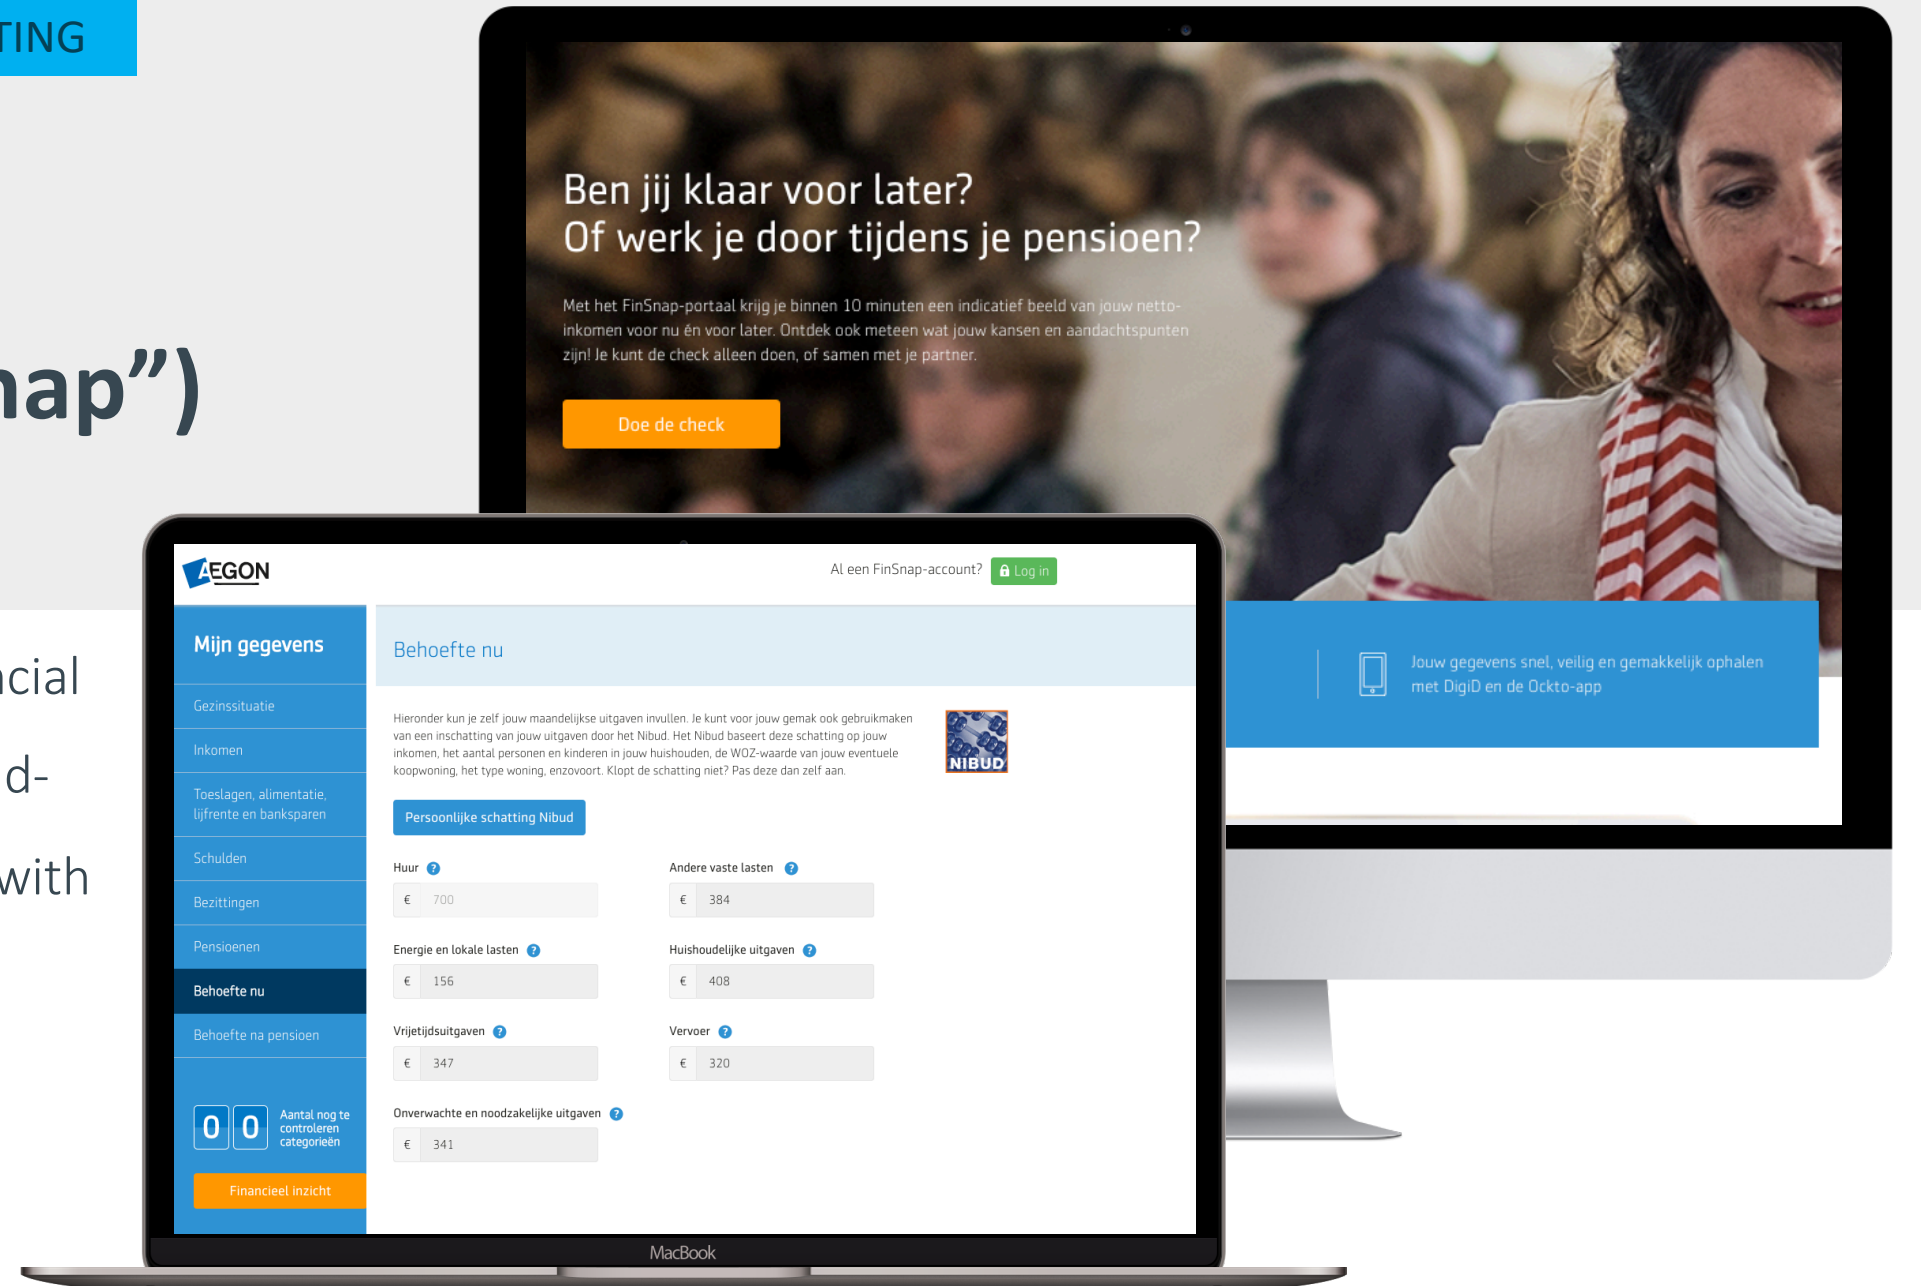 TING
nap”)
ncial
d-
with
Ben jij klaar voor later?
Of werk je door tijdens je pensioen?
Met het FinSnap-portaal krijg je binnen 10 minuten een indicatief beeld van jouw netto-
inkomen voor nu én voor later. Ontdek ook meteen wat jouw kansen en aandachtspunten
zijn! Je kunt de check alleen doen, of samen met je partner.
Doe de check
Jouw gegevens snel, veilig en gemakkelijk ophalen
met DigiD en de Ockto-app
AEGON
Al een FinSnap-account?
Log in
Mijn gegevens
Gezinssituatie
Inkomen
Toeslagen, alimentatie,
lijfrente en banksparen
Schulden
Bezittingen
Pensioenen
Behoefte nu
Behoefte na pensioen
0 0
Aantal nog te
controleren
categorieën
Financieel inzicht
Behoefte nu
Hieronder kun je zelf jouw maandelijkse uitgaven invullen. Je kunt voor jouw gemak ook gebruikmaken
van een inschatting van jouw uitgaven door het Nibud. Het Nibud baseert deze schatting op jouw
inkomen, het aantal personen en kinderen in jouw huishouden, de WOZ-waarde van jouw eventuele
koopwoning, het type woning, enzovoort. Klopt de schatting niet? Pas deze dan zelf aan.
NIBUD
Persoonlijke schatting Nibud
Huur ?
€ 700
Andere vaste lasten ?
€ 384
Energie en lokale lasten ?
€ 156
Huishoudelijke uitgaven ?
€ 408
Vrijetijdsuitgaven ?
€ 347
Vervoer ?
€ 320
Onverwachte en noodzakelijke uitgaven ?
€ 341
MacBook